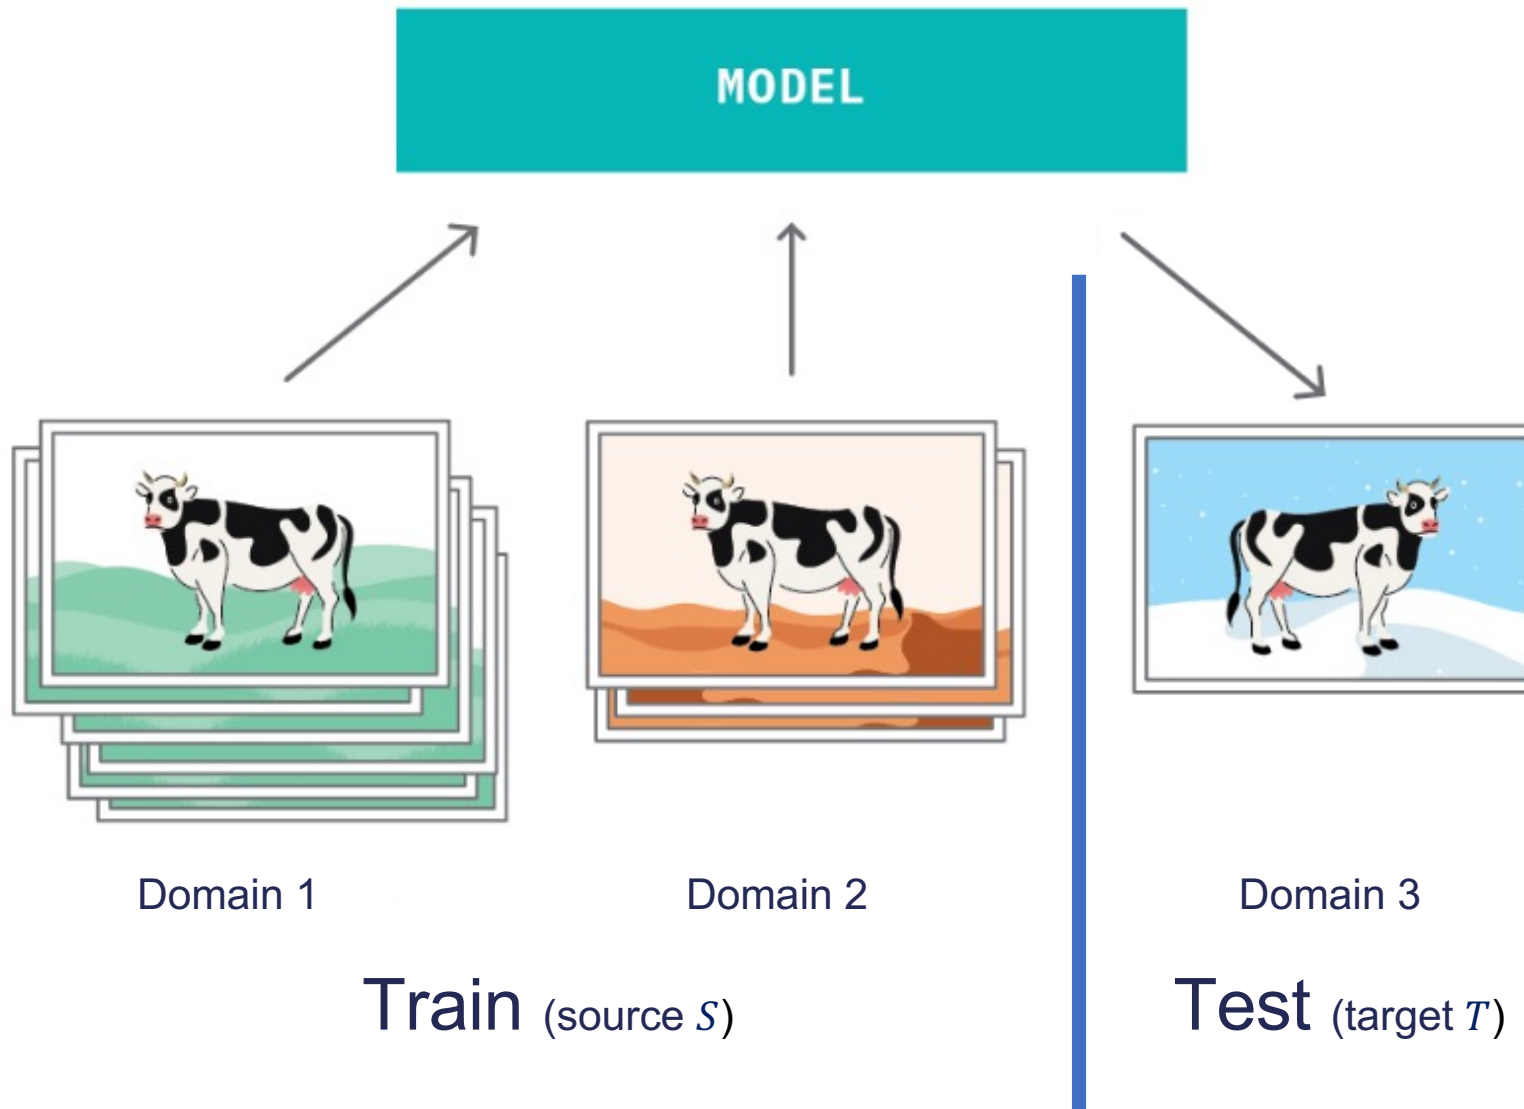 MODEL
Domain 1
Domain 2
Domain 3
Train (source S)
Test (target T)